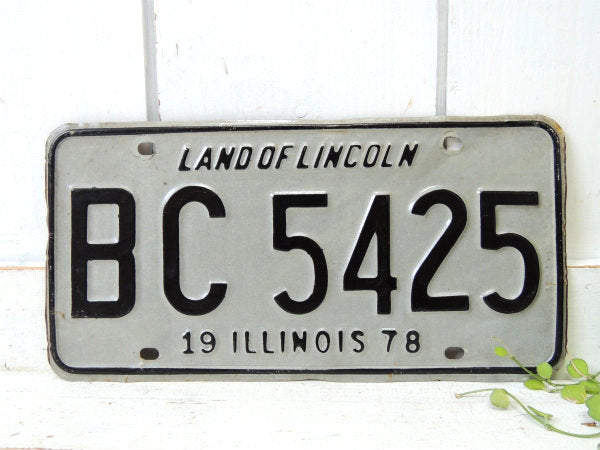 LAND OF LINCOLN
BC 5425
19 ILLINOIS 78